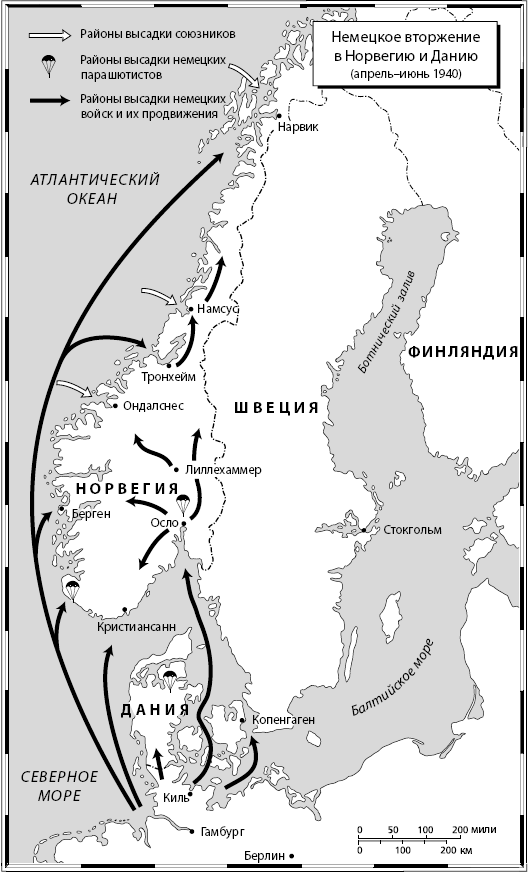 Немецкое вторжение
в Норвегию и Данию
(апрель–июнь 1940)
Районы высадки союзников
Районы высадки немецких
парашютистов
Районы высадки немецких
войск и их продвижения
Нарвик
АТЛАНТИЧЕСКИЙ
ОКЕАН
Ботнический залив
Намсус
ФИНЛЯНДИЯ
Тронхейм
Ондалснес
ШВЕЦИЯ
Лиллехаммер
НОРВЕГИЯ
Берген
Осло
Стокгольм
Кристиансанн
Балтийское море
ДАНИЯ
Копенгаген
СЕВЕРНОЕ
МОРЕ
Киль
Гамбург
Берлин
0 50 100 200 мили
0 100 200 км